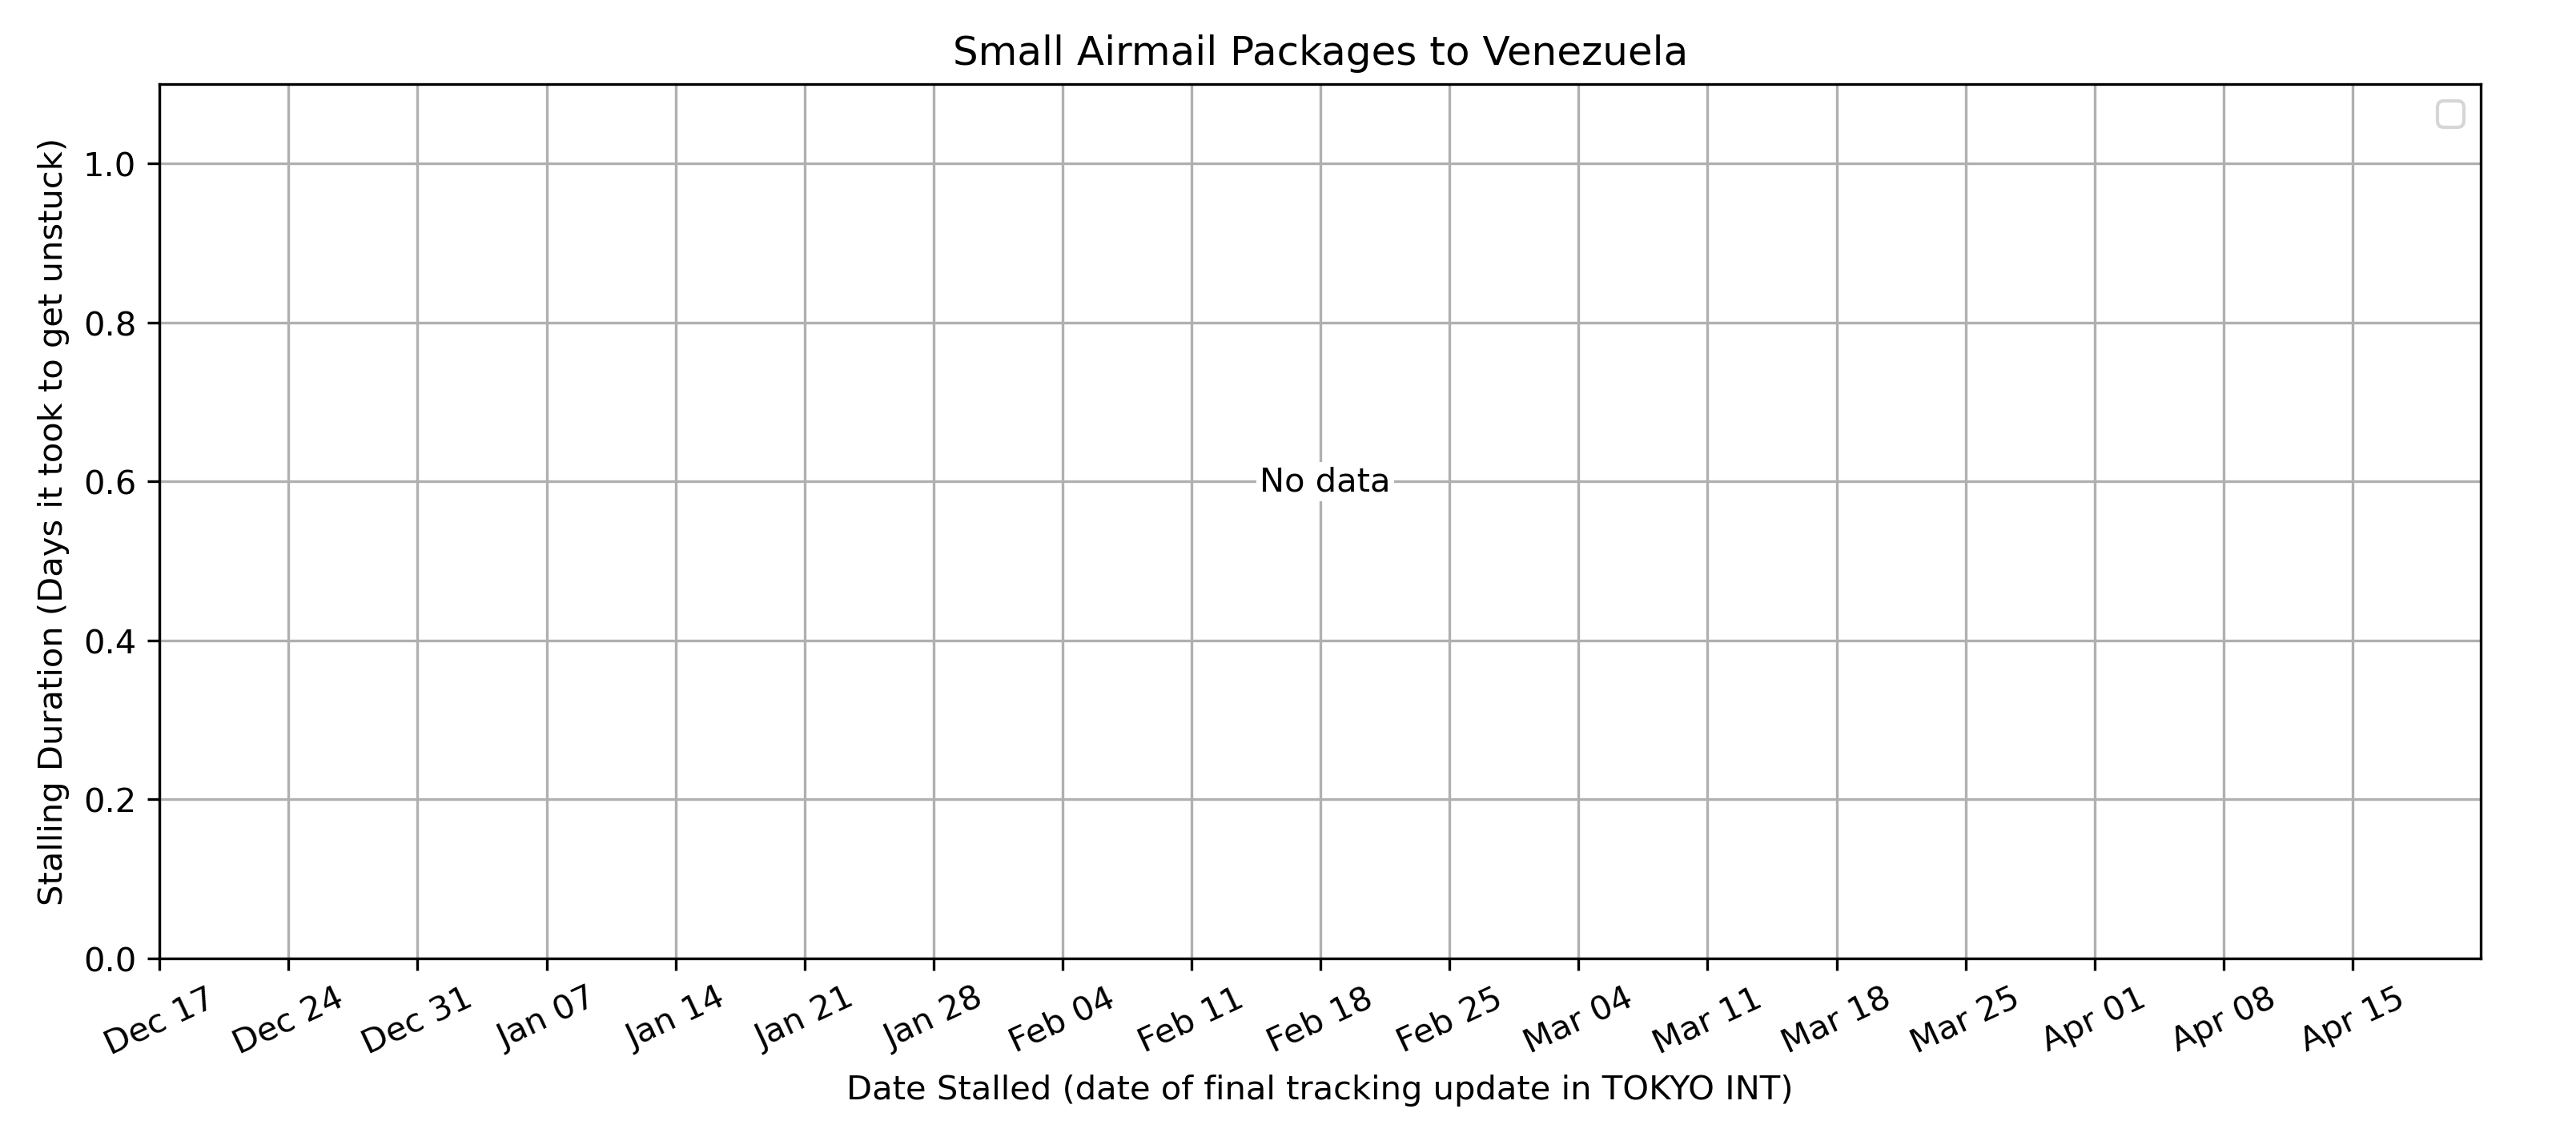 Small Airmail Packages to Venezuela
Stalling Duration (Days it took to get unstuck)
1.0
0.8
0.6
0.4
0.2
0.0
No data
Dec 17
Dec 24
Dec 31
Jan 07
Jan 14
Jan 21
Jan 28
Feb 04
Feb 11
Feb 18
Feb 25
Mar 04
Mar 11
Mar 18
Mar 25
Apr 01
Apr 08
Apr 15
Date Stalled (date of final tracking update in TOKYO INT)